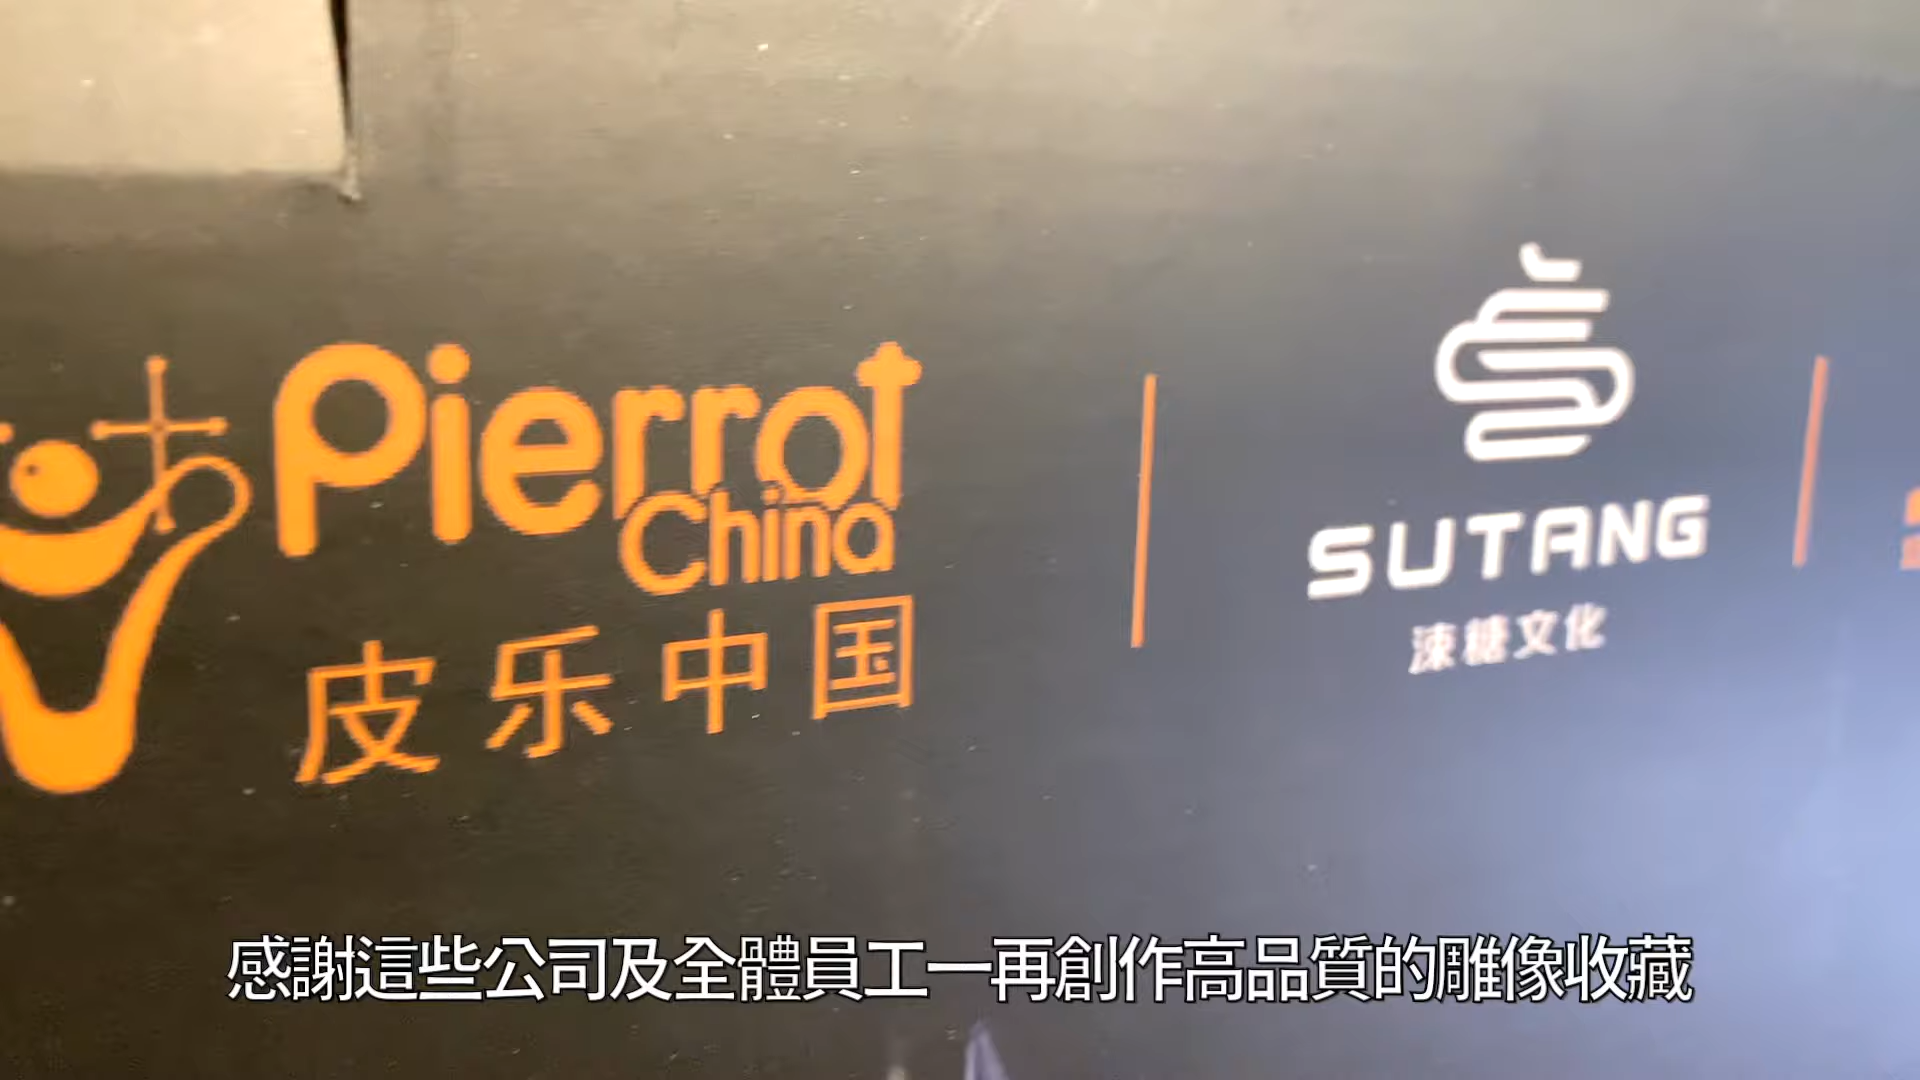 Pierrot
China
皮乐中国
SUTANG
涑糖文化
感謝這些公司及全體員工一再創作高品質的雕像收藏